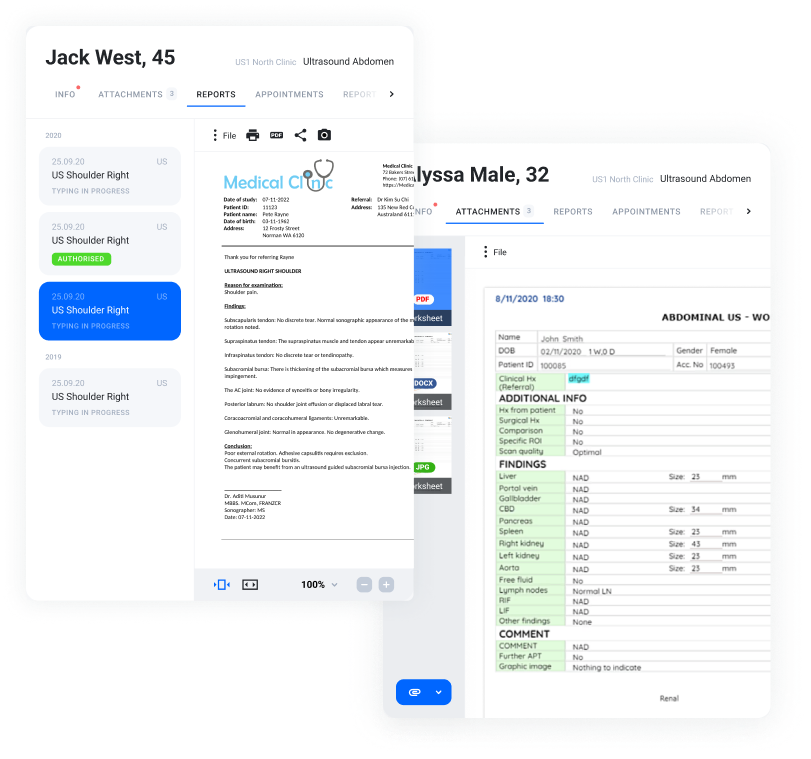 Jack West, 45
US1 North Clinic Ultrasound Abdomen
INFO ATTACHMENTS 3 REPORTS APPOINTMENTS REPORT
2020
25.09.20 US
US Shoulder Right
TYPING IN PROGRESS
25.09.20 US
US Shoulder Right
AUTHORISED
25.09.20 US
US Shoulder Right
TYPING IN PROGRESS
2019
25.09.20 US
US Shoulder Right
TYPING IN PROGRESS
File PDF
Medical Clinic
Medical Clinic
72 Bakers Stree
Phone: (07) 61
https://Medica
Date of study: 07-11-2022
Patient ID: 11123
Patient name: Pete Rayne
Date of birth: 03-11-1962
Address: 12 Frosty Street
Norman WA 6120
Referral: Dr Kim Su Chi
Address: 135 New Red C
Australand 611
Thank you for referring Rayne
ULTRASOUND RIGHT SHOULDER
Reason for examination:
Shoulder pain.
Findings:
Subscapularis tendon: No discrete tear. Normal sonographic appearance of the
rotation noted.
Supraspinatus tendon: The supraspinatus muscle and tendon appear unremarkab
Infraspinatus tendon: No discrete tear or tendinopathy.
Subacromial bursa: There is thickening of the subacromial bursa which measures
impingement.
The AC joint: No evidence of synovitis or bony irregularity.
Posterior labrum: No shoulder joint effusion or displaced labral tear.
Coracoacromial and coracohumeral ligaments: Unremarkable.
Glenohumeral joint: Normal in appearance. No degenerative change.
Conclusion:
Poor external rotation. Adhesive capsulitis requires exclusion.
Concurrent subacromial bursitis.
The patient may benefit from an ultrasound guided subacromial bursa injection.
Dr. Aditi Musunur
MBBS. MCom, FRANZCR
Sonographer: MS
Date: 07-11-2022
100%
lyssa Male, 32
US1 North Clinic Ultrasound Abdomen
NFO ATTACHMENTS 3 REPORTS APPOINTMENTS REPORT
File
PDF
rksheet
DOCX
rksheet
JPG
rksheet
8/11/2020 18:30
ABDOMINAL US - WO
Name John Smith
DOB 02/11/2020 1 W,0 D Gender Female
Patient ID 100085 Acc. No 100493
Clinical Hx dfgdf
(Referral)
ADDITIONAL INFO
Hx from patient No
Surgical Hx No
Comparison No
Specific ROI No
Scan quality Optimal
FINDINGS
Liver NAD Size: 23 mm
Portal vein NAD
Gallbladder NAD
CBD NAD Size: 34 mm
Pancreas NAD
Spleen NAD Size: 23 mm
Right kidney NAD Size: 43 mm
Left kidney NAD Size: 23 mm
Aorta NAD Size: 23 mm
Free fluid No
Lymph nodes Normal LN
RIF NAD
LIF NAD
Other findings None
COMMENT
COMMENT NAD
Further APT No
Graphic image Nothing to indicate
Renal